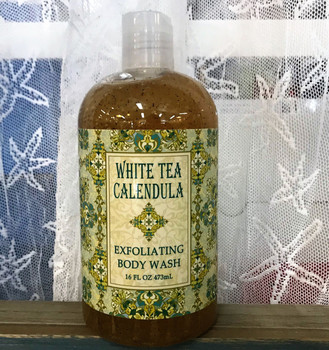 WHITE TEA
CALENDULA
EXFOLIATING
BODY WASH
16 FL OZ 473mL